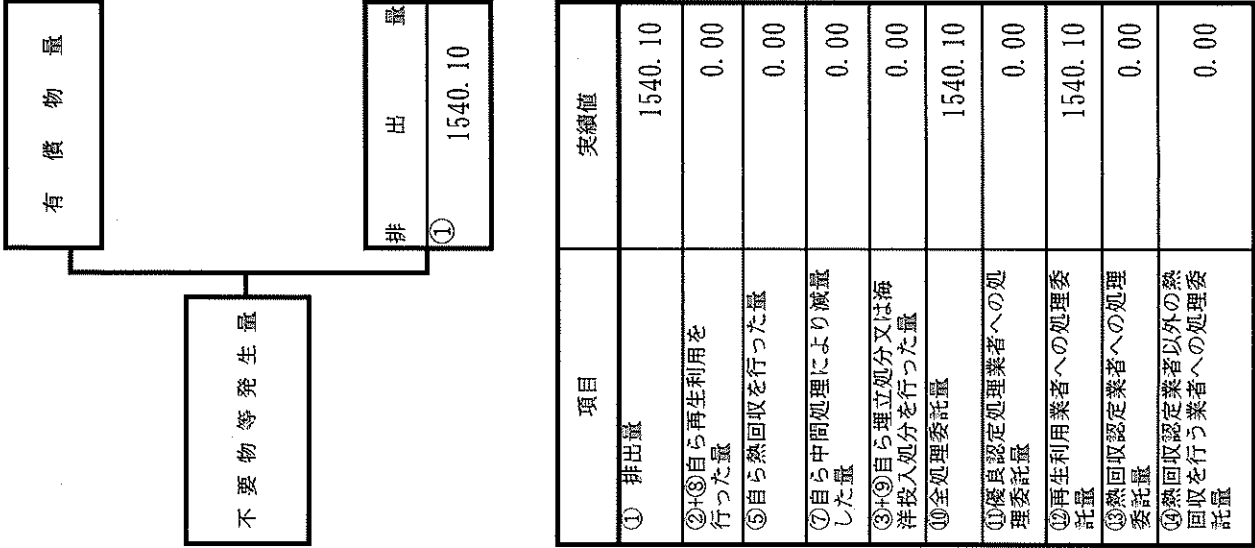 有償物量
不要物等発生量
排出量
① 1540.10
項目 実績値
① 排出量 1540.10
②+⑧自ら再生利用を
行った量 0.00
⑤自ら熱回収を行った量 0.00
⑦自ら中間処理により減量
した量 0.00
③+⑨自ら埋立処分又は海
洋投入処分を行った量 0.00
⑩全処理委託量 1540.10
⑪優良認定処理業者への処
理委託量 0.00
⑫再生利用業者への処理委
託量 1540.10
⑬熱回収認定業者への処理
委託量 0.00
⑭熱回収認定業者以外の熱
回収を行う業者への処理委
託量 0.00